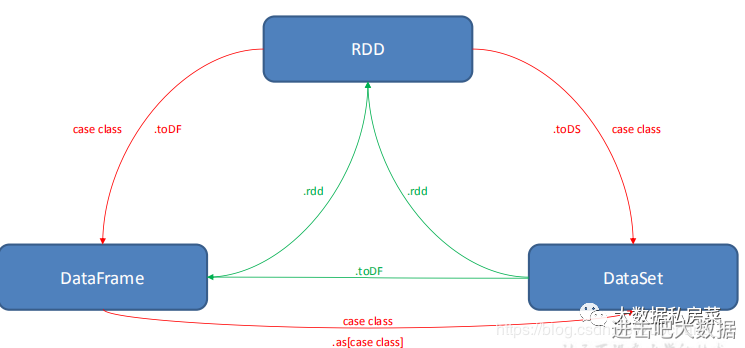 RDD
case class
.toDF
.toDS
case class
.rdd
.rdd
DataFrame
.toDF
DataSet
case class
.as[case class]
大数据私房菜
https://blog.csdn
进击吧大数据